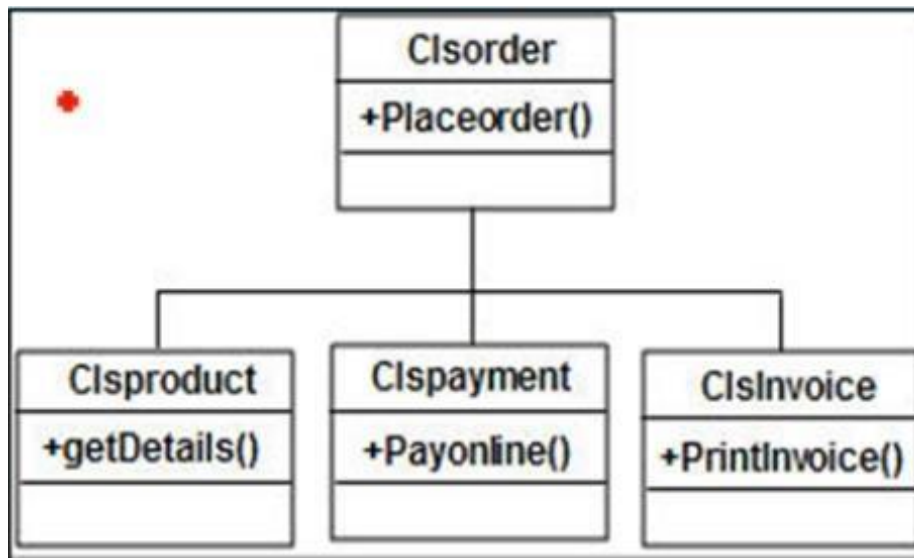 Clsorder
+Placeorder()
Clsproduct
+getDetails()
Clspayment
+Payonline()
ClsInvoice
+PrintInvoice()